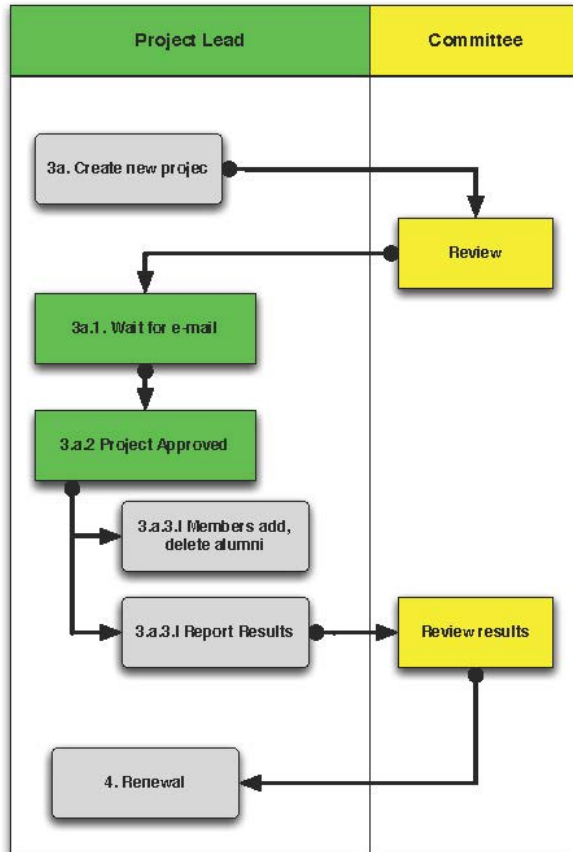 Project Lead
Committee
3a. Create new projec
Review
3a.1. Wait for e-mail
3.a.2 Project Approved
3.a.3.I Members add,
delete alumni
3.a.3.I Report Results
Review results
4. Renewal